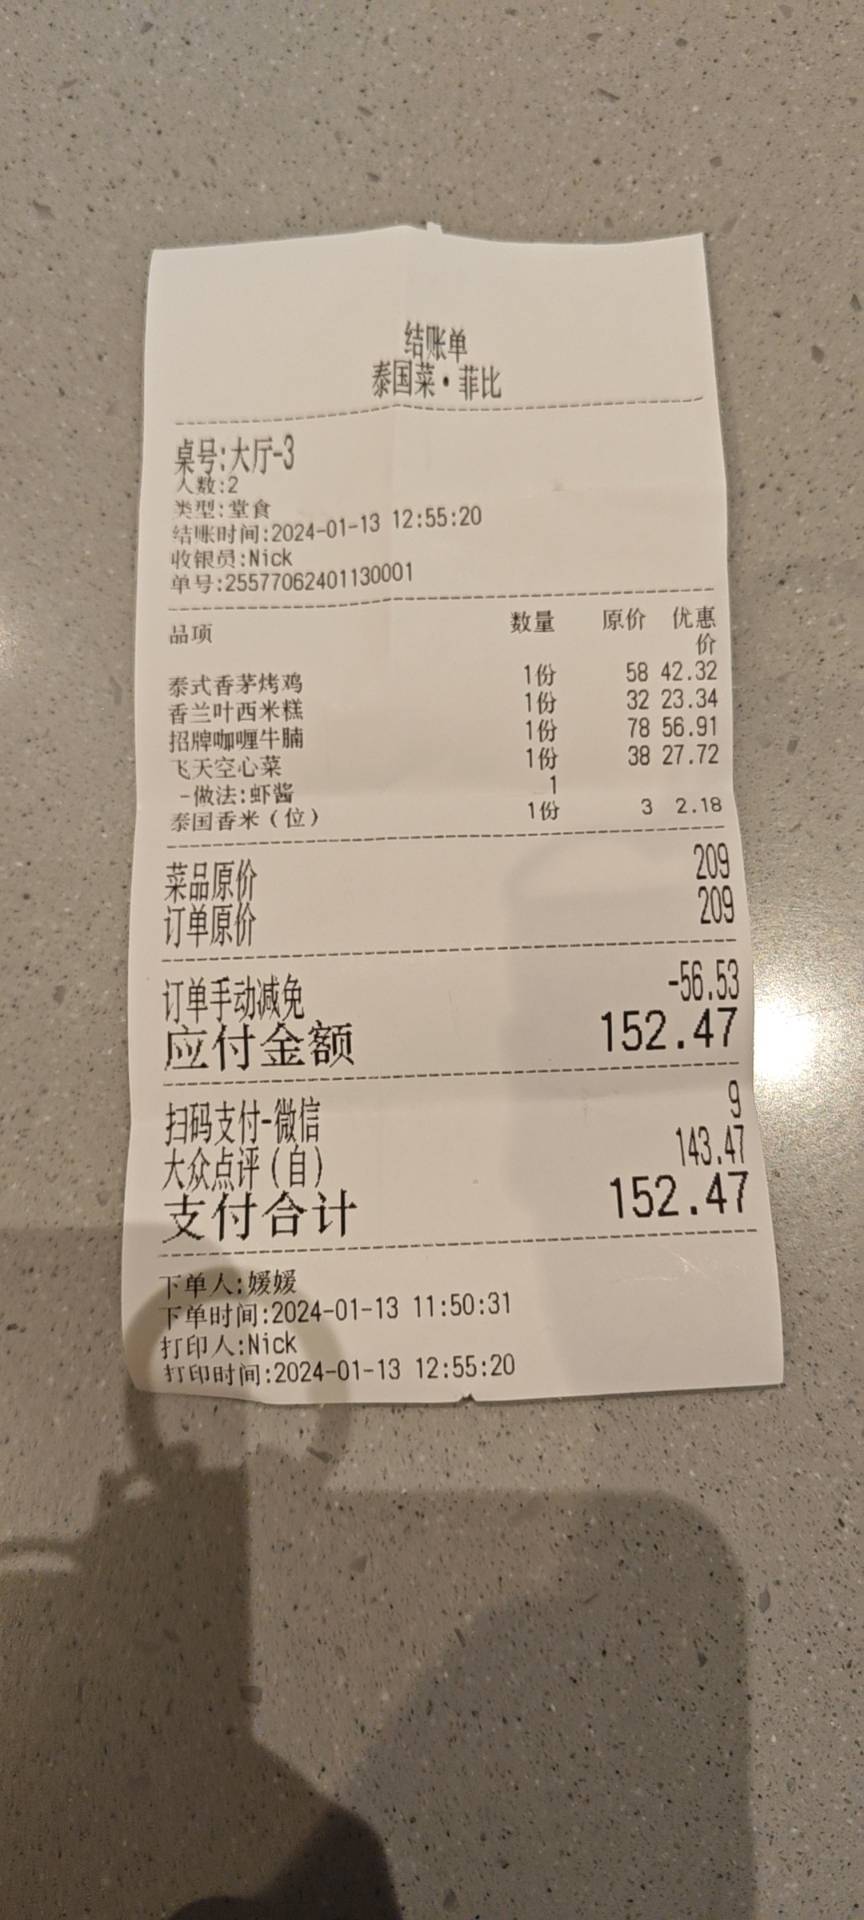 结账单
泰国菜·菲比
桌号:大厅-3
人数:2
类型:堂食
结账时间:2024-01-13 12:55:20
收银员:Nick
单号:25577062401130001
品项 数量 原价 优惠价
泰式香茅烤鸡 1份 58 42.32
香兰叶西米糕 1份 32 23.34
招牌咖喱牛腩 1份 78 56.91
飞天空心菜 1份 38 27.72
-做法:虾酱 1
泰国香米(位) 1份 3 2.18
菜品原价 209
订单原价 209
订单手动减免 -56.53
应付金额 152.47
扫码支付-微信 9
大众点评(自) 143.47
支付合计 152.47
下单人:媛媛
下单时间:2024-01-13 11:50:31
打印人:Nick
打印时间:2024-01-13 12:55:20